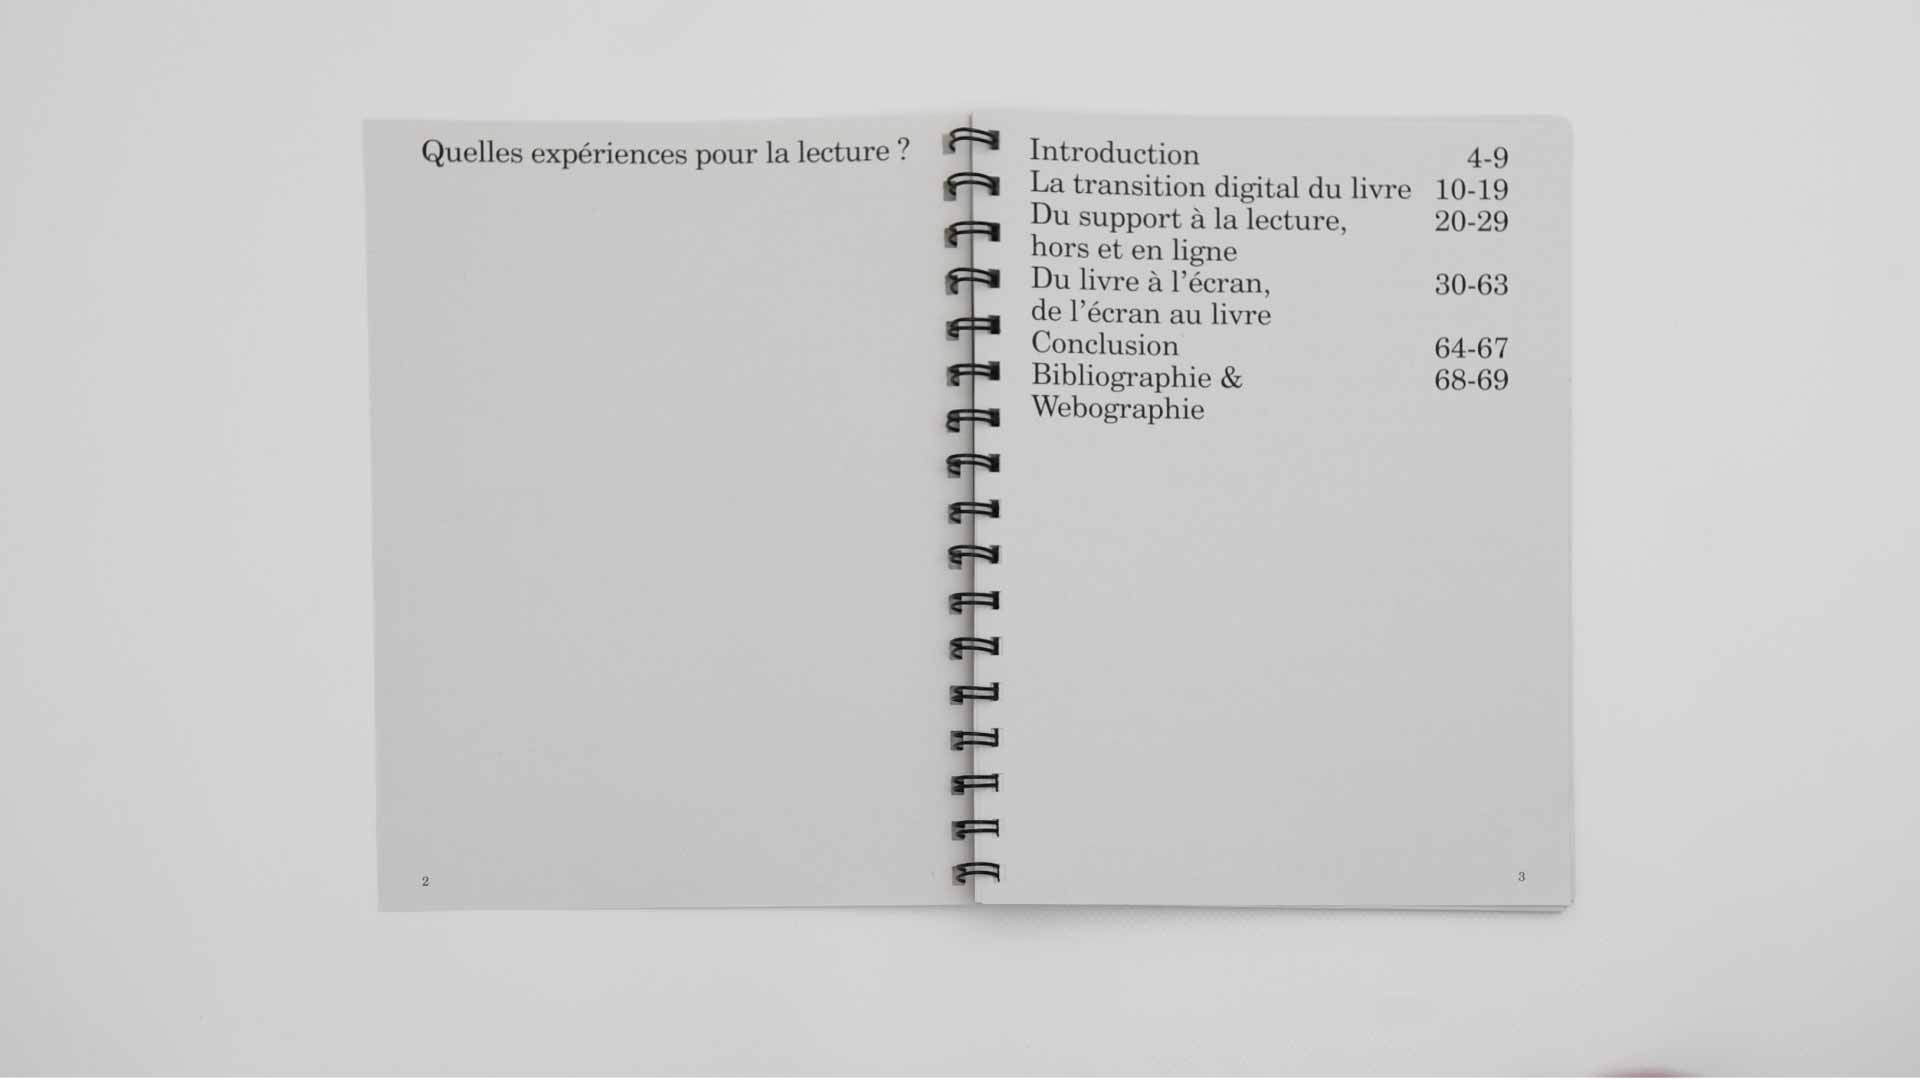 Quelles expériences pour la lecture ?
2
Introduction 4-9
La transition digital du livre 10-19
Du support à la lecture, 20-29
hors et en ligne
Du livre à l’écran, 30-63
de l’écran au livre
Conclusion 64-67
Bibliographie & 68-69
Webographie
3